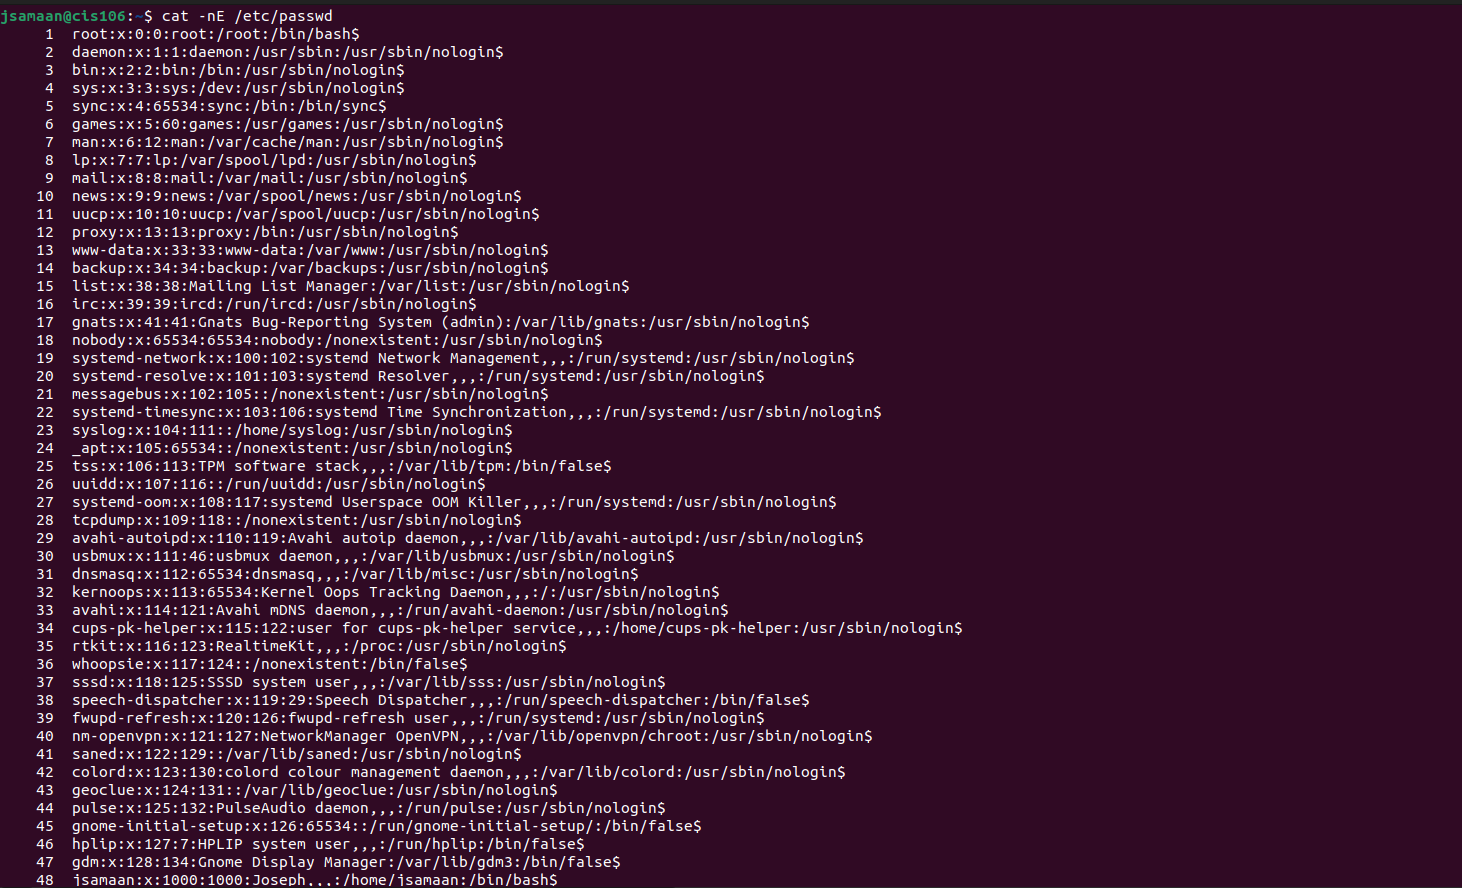 jsamaan@cis106:~$ cat -nE /etc/passwd
1 root:x:0:0:root:/root:/bin/bash$
2 daemon:x:1:1:daemon:/usr/sbin:/usr/sbin/nologin$
3 bin:x:2:2:bin:/bin:/usr/sbin/nologin$
4 sys:x:3:3:sys:/dev:/usr/sbin/nologin$
5 sync:x:4:65534:sync:/bin:/bin/sync$
6 games:x:5:60:games:/usr/games:/usr/sbin/nologin$
7 man:x:6:12:man:/var/cache/man:/usr/sbin/nologin$
8 lp:x:7:7:lp:/var/spool/lpd:/usr/sbin/nologin$
9 mail:x:8:8:mail:/var/mail:/usr/sbin/nologin$
10 news:x:9:9:news:/var/spool/news:/usr/sbin/nologin$
11 uucp:x:10:10:uucp:/var/spool/uucp:/usr/sbin/nologin$
12 proxy:x:13:13:proxy:/bin:/usr/sbin/nologin$
13 www-data:x:33:33:www-data:/var/www:/usr/sbin/nologin$
14 backup:x:34:34:backup:/var/backups:/usr/sbin/nologin$
15 list:x:38:38:Mailing List Manager:/var/list:/usr/sbin/nologin$
16 irc:x:39:39:ircd:/run/ircd:/usr/sbin/nologin$
17 gnats:x:41:41:Gnats Bug-Reporting System (admin):/var/lib/gnats:/usr/sbin/nologin$
18 nobody:x:65534:65534:nobody:/nonexistent:/usr/sbin/nologin$
19 systemd-network:x:100:102:systemd Network Management,,,:/run/systemd:/usr/sbin/nologin$
20 systemd-resolve:x:101:103:systemd Resolver,,,:/run/systemd:/usr/sbin/nologin$
21 messagebus:x:102:105::/nonexistent:/usr/sbin/nologin$
22 systemd-timesync:x:103:106:systemd Time Synchronization,,,:/run/systemd:/usr/sbin/nologin$
23 syslog:x:104:111::/home/syslog:/usr/sbin/nologin$
24 _apt:x:105:65534::/nonexistent:/usr/sbin/nologin$
25 tss:x:106:113:TPM software stack,,,:/var/lib/tpm:/bin/false$
26 uuidd:x:107:116::/run/uuidd:/usr/sbin/nologin$
27 systemd-oom:x:108:117:systemd Userspace OOM Killer,,,:/run/systemd:/usr/sbin/nologin$
28 tcpdump:x:109:118::/nonexistent:/usr/sbin/nologin$
29 avahi-autoipd:x:110:119:Avahi autoip daemon,,,:/var/lib/avahi-autoipd:/usr/sbin/nologin$
30 usbmux:x:111:46:usbmux daemon,,,:/var/lib/usbmux:/usr/sbin/nologin$
31 dnsmasq:x:112:65534:dnsmasq,,,:/var/lib/misc:/usr/sbin/nologin$
32 kernoops:x:113:65534:Kernel Oops Tracking Daemon,,,:/:/usr/sbin/nologin$
33 avahi:x:114:121:Avahi mDNS daemon,,,:/run/avahi-daemon:/usr/sbin/nologin$
34 cups-pk-helper:x:115:122:user for cups-pk-helper service,,,:/home/cups-pk-helper:/usr/sbin/nologin$
35 rtkit:x:116:123:RealtimeKit,,,:/proc:/usr/sbin/nologin$
36 whoopsie:x:117:124::/nonexistent:/bin/false$
37 sssd:x:118:125:SSSD system user,,,:/var/lib/sss:/usr/sbin/nologin$
38 speech-dispatcher:x:119:29:Speech Dispatcher,,,:/run/speech-dispatcher:/bin/false$
39 fwupd-refresh:x:120:126:fwupd-refresh user,,,:/run/systemd:/usr/sbin/nologin$
40 nm-openvpn:x:121:127:NetworkManager OpenVPN,,,:/var/lib/openvpn/chroot:/usr/sbin/nologin$
41 saned:x:122:129::/var/lib/saned:/usr/sbin/nologin$
42 colord:x:123:130:colord colour management daemon,,,:/var/lib/colord:/usr/sbin/nologin$
43 geoclue:x:124:131::/var/lib/geoclue:/usr/sbin/nologin$
44 pulse:x:125:132:PulseAudio daemon,,,:/run/pulse:/usr/sbin/nologin$
45 gnome-initial-setup:x:126:65534::/run/gnome-initial-setup/:/bin/false$
46 hplip:x:127:7:HPLIP system user,,,:/run/hplip:/bin/false$
47 gdm:x:128:134:Gnome Display Manager:/var/lib/gdm3:/bin/false$
48 jsamaan:x:1000:1000:Joseph,,,:/home/jsamaan:/bin/bash$